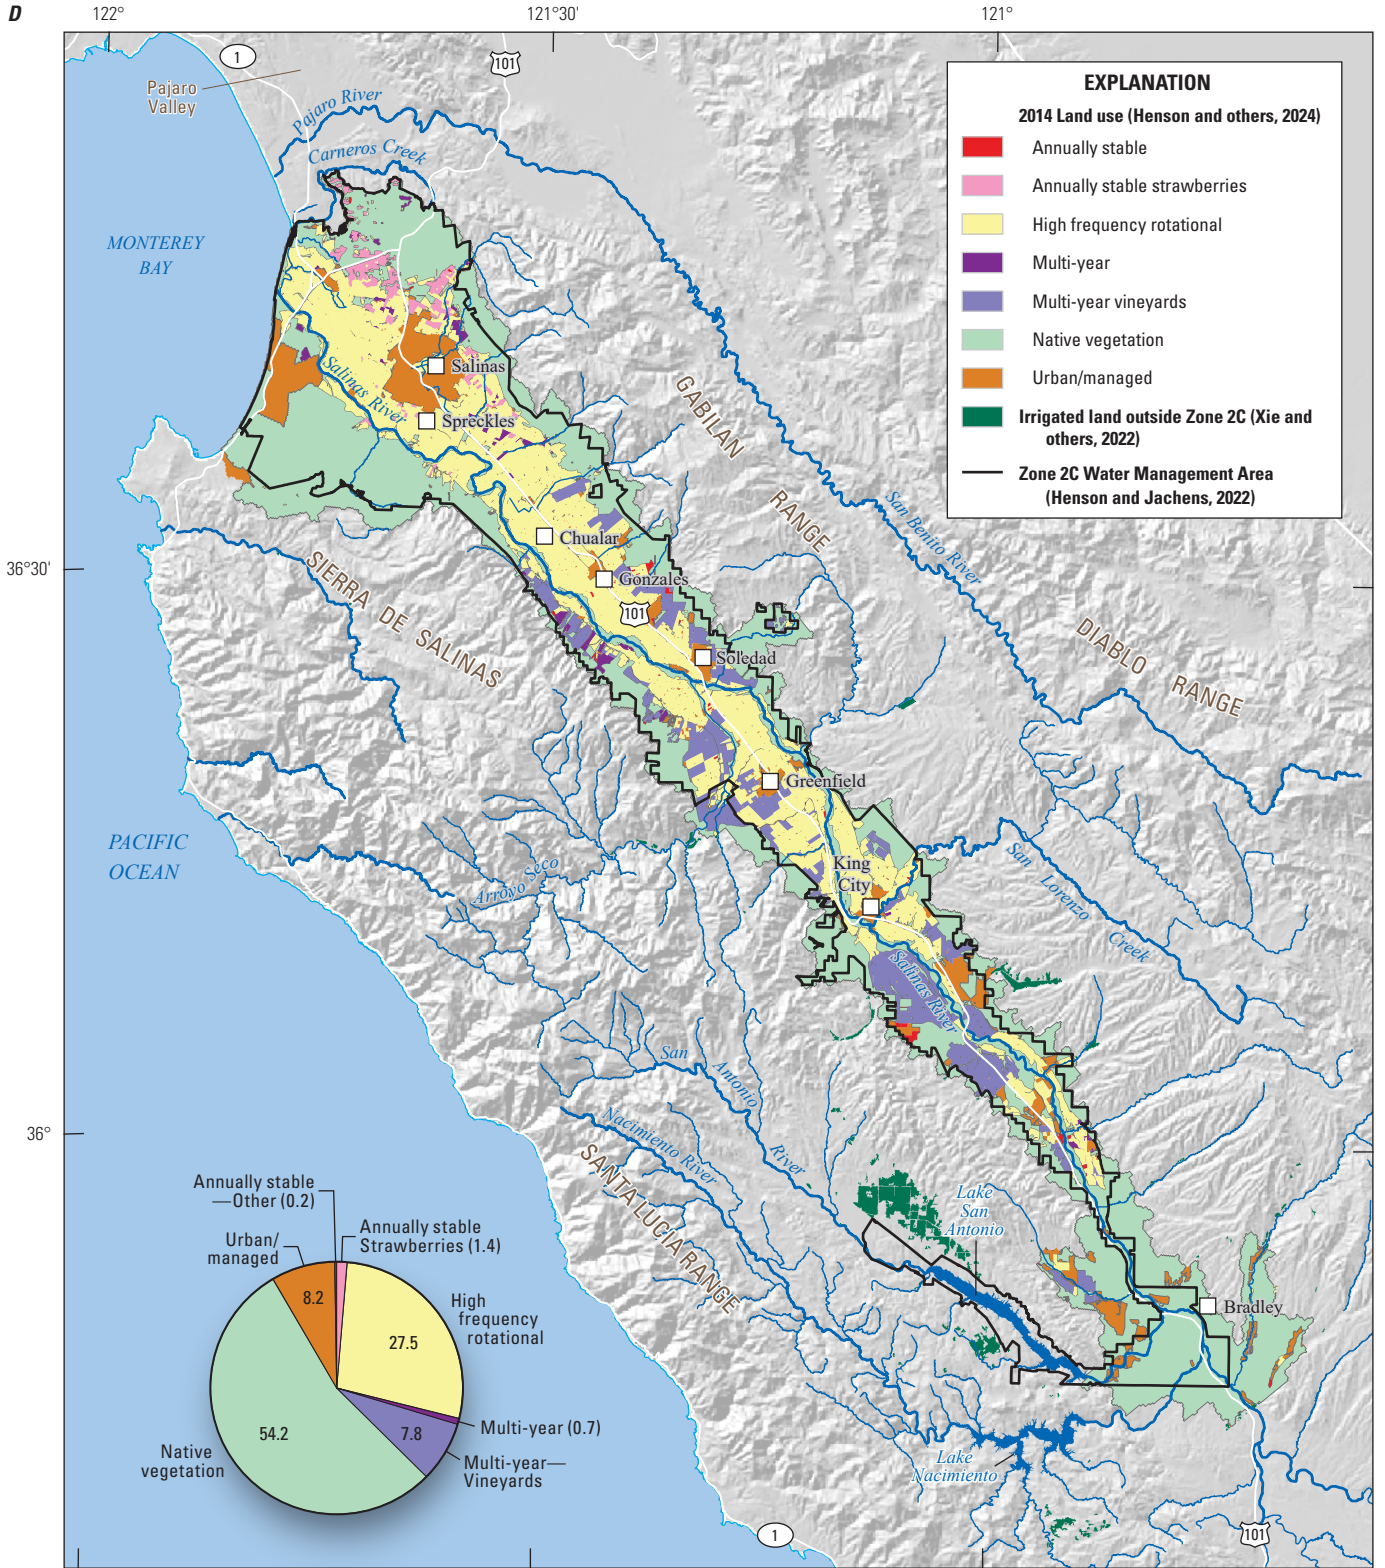 D
122°
121°30'
121°
1
101
Pajaro
Valley
Pajaro River
Carneros Creek
MONTEREY
BAY
EXPLANATION
2014 Land use (Henson and others, 2024)
Annually stable
Annually stable strawberries
High frequency rotational
Multi-year
Multi-year vineyards
Native vegetation
Urban/managed
Irrigated land outside Zone 2C (Xie and
others, 2022)
Zone 2C Water Management Area
(Henson and Jachens, 2022)
Salinas
Salinas River
Spreckles
GABILAN
RANGE
San Benito River
Chualar
Gonzales
101
36°30'
SIERRA DE SALINAS
Soledad
DIABLO RANGE
Greenfield
PACIFIC
OCEAN
King
City
San Lorenzo Creek
Arroyo Seco
Salinas River
San Antonio River
Nacimiento River
36°
SANTA LUCIA RANGE
Lake
San
Antonio
Bradley
Lake
Nacimiento
Annually stable
—Other (0.2)
Annually stable
Strawberries (1.4)
Urban/
managed
8.2
High
frequency
rotational
27.5
Multi-year (0.7)
7.8
Multi-year—
Vineyards
54.2
Native
vegetation
1
101